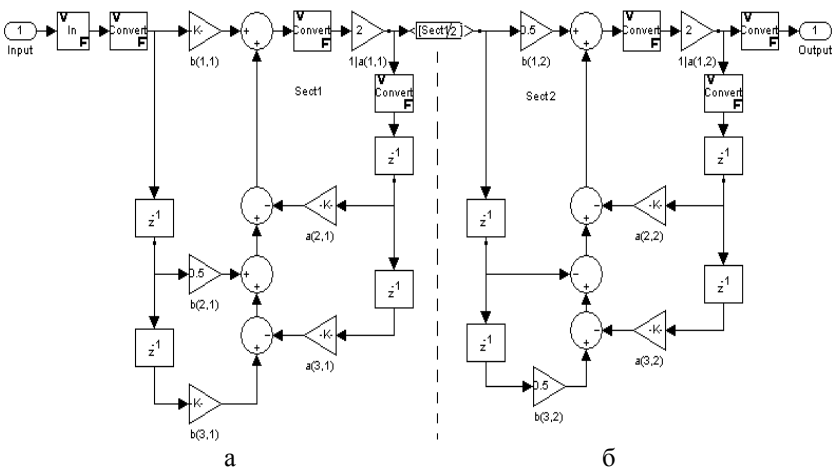 1
Input
V
In
F
V
Convert
F
-K-
b(1,1)
+
+
V
Convert
F
2
1|a(1,1)
[Sect1/2]
Sect1
V
Convert
F
z-1
-K-
a(2,1)
-
+
z-1
0.5
b(2,1)
+
+
z-1
-K-
a(3,1)
-
+
z-1
-K-
b(3,1)
0.5
b(1,2)
+
+
V
Convert
F
2
1|a(1,2)
V
Convert
F
1
Output
Sect2
V
Convert
F
z-1
-K-
a(2,2)
-
+
z-1
-
+
z-1
-K-
a(3,2)
-
+
z-1
0.5
b(3,2)
а
б